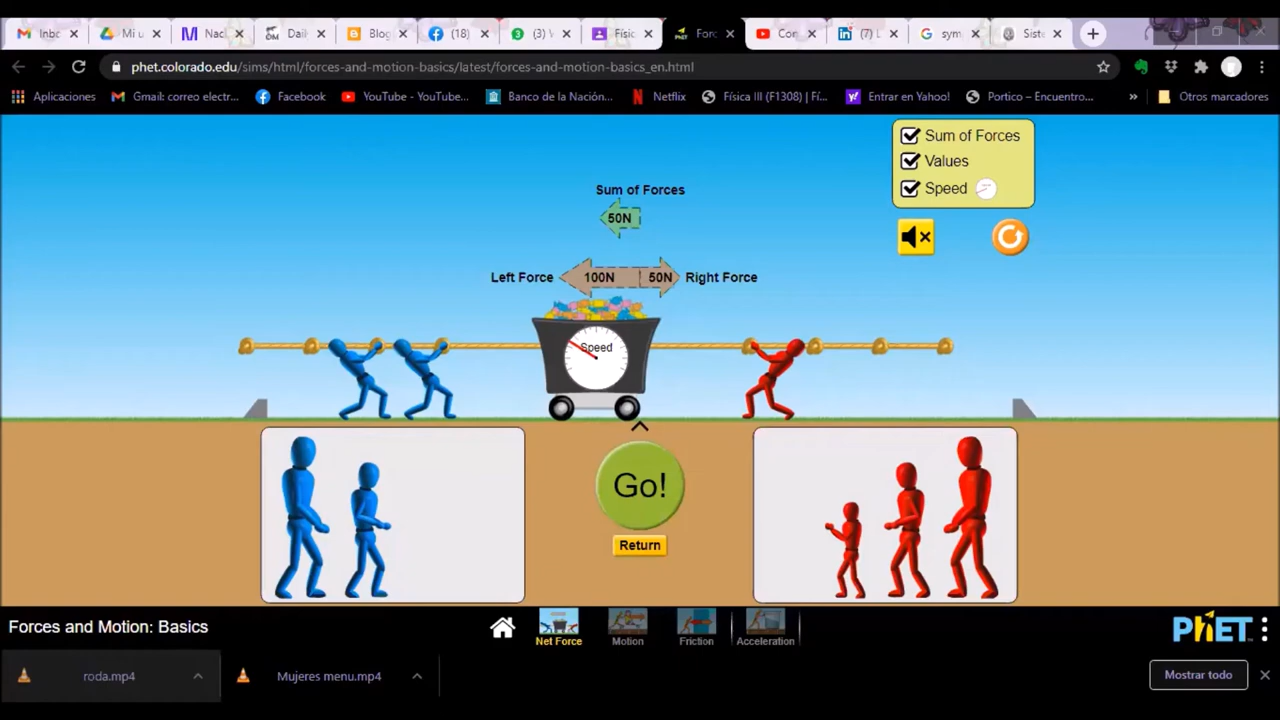 Inbc
Mi u
Nac
Daily
Blog
(18)
(3) V
Físic
Forc
Con
(7) L
sym
Siste
phet.colorado.edu/sims/html/forces-and-motion-basics/latest/forces-and-motion-basics_en.html
Aplicaciones
Gmail: correo electr...
Facebook
YouTube - YouTube...
Banco de la Nación...
Netflix
Física III (F1308) | Fí...
Entrar en Yahoo!
Portico – Encuentro...
»
Otros marcadores
Sum of Forces
Values
Speed
Sum of Forces
50N
Left Force
100N
50N
Right Force
Speed
Go!
Return
Forces and Motion: Basics
Net Force
Motion
Friction
Acceleration
PhET
roda.mp4
Mujeres menu.mp4
Mostrar todo